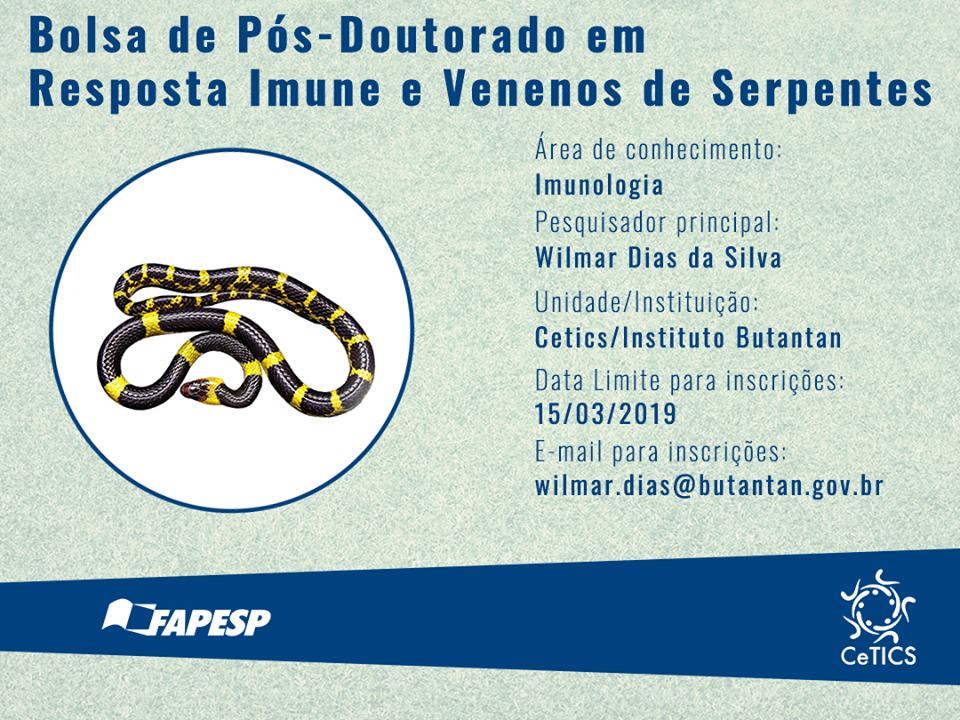 Bolsa de Pós-Doutorado em
Resposta Imune e Venenos de Serpentes
Área de conhecimento:
Imunologia
Pesquisador principal:
Wilmar Dias da Silva
Unidade/Instituição:
Cetics/Instituto Butantan
Data Limite para inscrições:
15/03/2019
E-mail para inscrições:
wilmar.dias@butantan.gov.br
FAPESP
CeTICS